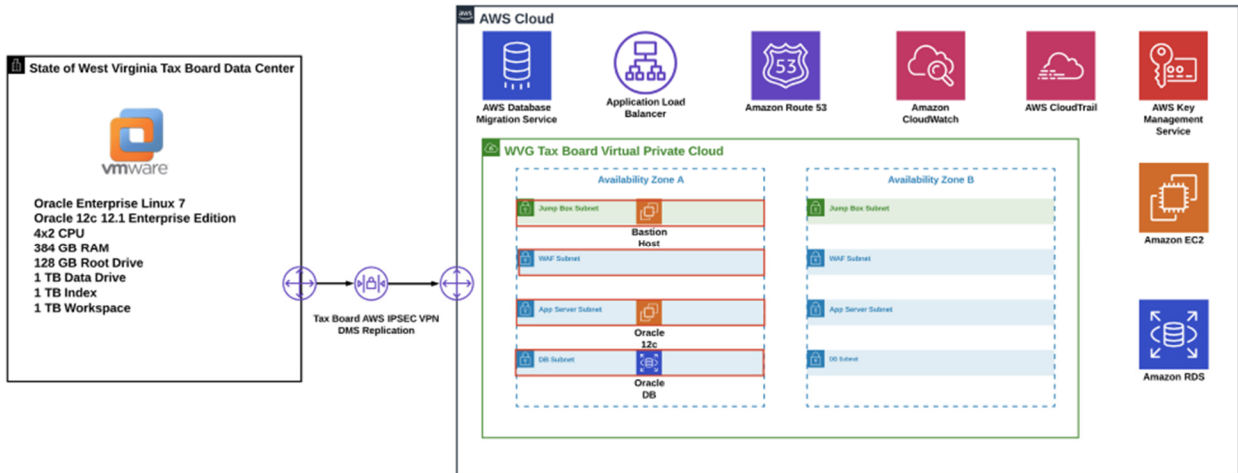 AWS Cloud
aws
State of West Virginia Tax Board Data Center
vmware
Oracle Enterprise Linux 7
Oracle 12c 12.1 Enterprise Edition
4x2 CPU
384 GB RAM
128 GB Root Drive
1 TB Data Drive
1 TB Index
1 TB Workspace
Tax Board AWS IPSEC VPN
DMS Replication
AWS Database
Migration Service
Application Load
Balancer
53
Amazon Route 53
Amazon
CloudWatch
AWS CloudTrail
AWS Key
Management
Service
Amazon EC2
Amazon RDS
WVG Tax Board Virtual Private Cloud
Availability Zone A
Jump Box Subnet
Bastion
Host
WAF Subnet
App Server Subnet
Oracle
12c
DB Subnet
Oracle
DB
Availability Zone B
Jump Box Subnet
WAF Subnet
App Server Subnet
DB Subnet